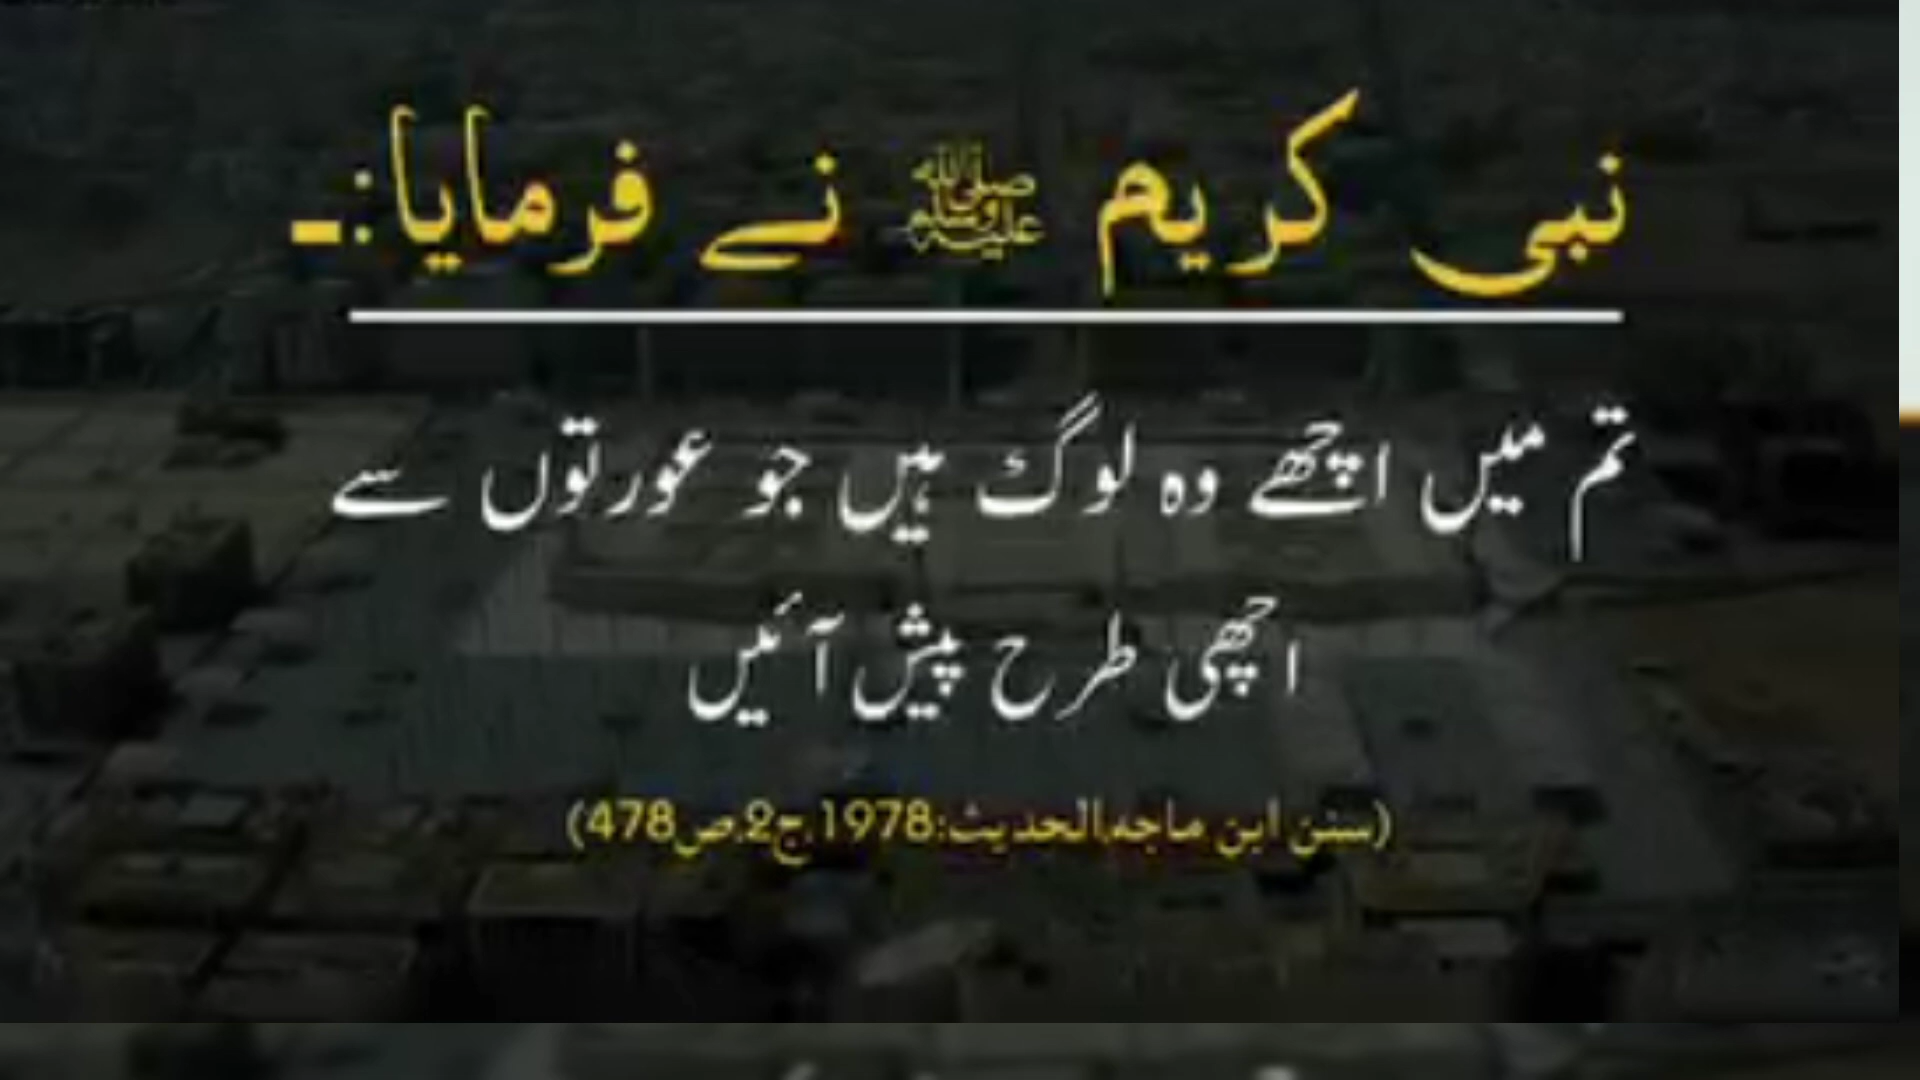 نبی کریم ﷺ نے فرمایا:۔
تم میں اچھے وہ لوگ ہیں جو عورتوں سے
اچھی طرح پیش آئیں
(سنن ابن ماجہ،الحدیث:1978،ج2،ص478)